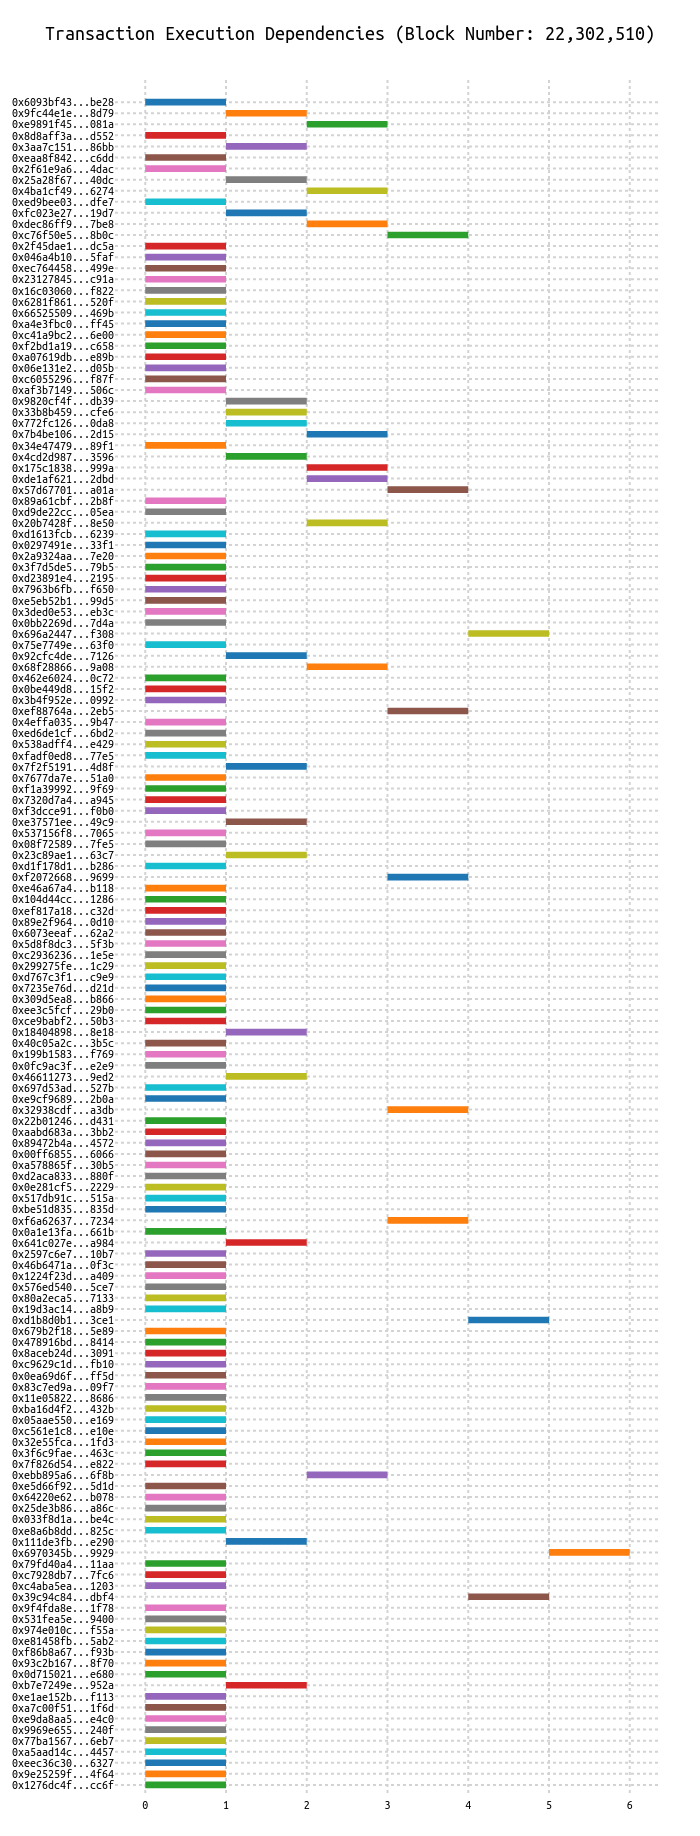 Transaction Execution Dependencies (Block Number: 22,302,510)
0x6093bf43...be28
0x9fc44e1e...8d79
0xe9891f45...081a
0x8d8aff3a...d552
0x3aa7c151...86bb
0xeaa8f842...c6dd
0x2f61e9a6...4dac
0x25a28f67...40dc
0x4ba1cf49...6274
0xed9bee03...dfe7
0xfc023e27...19d7
0xdec86ff9...7be8
0xc76f50e5...8b0c
0x2f45dae1...dc5a
0x046a4b10...5faf
0xec764458...499e
0x23127845...c91a
0x16c03060...f822
0x6281f861...520f
0x66525509...469b
0xa4e3fbc0...ff45
0xc41a9bc2...6e00
0xf2bd1a19...c658
0xa07619db...e89b
0x06e131e2...d05b
0xc6055296...f87f
0xaf3b7149...506c
0x9820cf4f...db39
0x33b8b459...cfe6
0x772fc126...0da8
0x7b4be106...2d15
0x34e47479...89f1
0x4cd2d987...3596
0x175c1838...999a
0xde1af621...2dbd
0x57d67701...a01a
0x89a61cbf...2b8f
0xd9de22cc...05ea
0x20b7428f...8e50
0xd1613fcb...6239
0x0297491e...33f1
0x2a9324aa...7e20
0x3f7d5de5...79b5
0xd23891e4...2195
0x7963b6fb...f650
0xe5eb52b1...99d5
0x3ded0e53...eb3c
0x0bb2269d...7d4a
0x696a2447...f308
0x75e7749e...63f0
0x92cfc4de...7126
0x68f28866...9a08
0x462e6024...0c72
0x0be449d8...15f2
0x3b4f952e...0992
0xef88764a...2eb5
0x4effa035...9b47
0xed6de1cf...6bd2
0x538adff4...e429
0xfadf0ed8...77e5
0x7f2f5191...4d8f
0x7677da7e...51a0
0xf1a39992...9f69
0x7320d7a4...a945
0xf3dcce91...f0b0
0xe37571ee...49c9
0x537156f8...7065
0x08f72589...7fe5
0x23c89ae1...63c7
0xd1f178d1...b286
0xf2072668...9699
0xe46a67a4...b118
0x104d44cc...1286
0xef817a18...c32d
0x89e2f964...0d10
0x6073eeaf...62a2
0x5d8f8dc3...5f3b
0xc2936236...1e5e
0x299275fe...1c29
0xd767c3f1...c9e9
0x7235e76d...d21d
0x309d5ea8...b866
0xee3c5fcf...29b0
0xce9babf2...50b3
0x18404898...8e18
0x40c05a2c...3b5c
0x199b1583...f769
0x0fc9ac3f...e2e9
0x46611273...9ed2
0x697d53ad...527b
0xe9cf9689...2b0a
0x32938cdf...a3db
0x22b01246...d431
0xaabd683a...3bb2
0x89472b4a...4572
0x00ff6855...6066
0xa578865f...30b5
0xd2aca833...880f
0x0e281cf5...2229
0x517db91c...515a
0xbe51d835...835d
0xf6a62637...7234
0x0a1e13fa...661b
0x641c027e...a984
0x2597c6e7...10b7
0x46b6471a...0f3c
0x1224f23d...a409
0x576ed540...5ce7
0x80a2eca5...7133
0x19d3ac14...a8b9
0xd1b8d0b1...3ce1
0x679b2f18...5e89
0x478916bd...8414
0x8aceb24d...3091
0xc9629c1d...fb10
0x0ea69d6f...ff5d
0x83c7ed9a...09f7
0x11e05822...8686
0xba16d4f2...432b
0x05aae550...e169
0xc561e1c8...e10e
0x32e55fca...1fd3
0x3f6c9fae...463c
0x7f826d54...e822
0xebb895a6...6f8b
0xe5d66f92...5d1d
0x64220e62...b078
0x25de3b86...a86c
0x033f8d1a...be4c
0xe8a6b8dd...825c
0x111de3fb...e290
0x6970345b...9929
0x79fd40a4...11aa
0xc7928db7...7fc6
0xc4aba5ea...1203
0x39c94c84...dbf4
0x9f4fda8e...1f78
0x531fea5e...9400
0x974e010c...f55a
0xe81458fb...5ab2
0xf86b8a67...f93b
0x93c2b167...8f70
0x0d715021...e680
0xb7e7249e...952a
0xe1ae152b...f113
0xa7c00f51...1f6d
0xe9da8aa5...e4c0
0x9969e655...240f
0x77ba1567...6eb7
0xa5aad14c...4457
0xeec36c30...6327
0x9e25259f...4f64
0x1276dc4f...cc6f
0 1 2 3 4 5 6